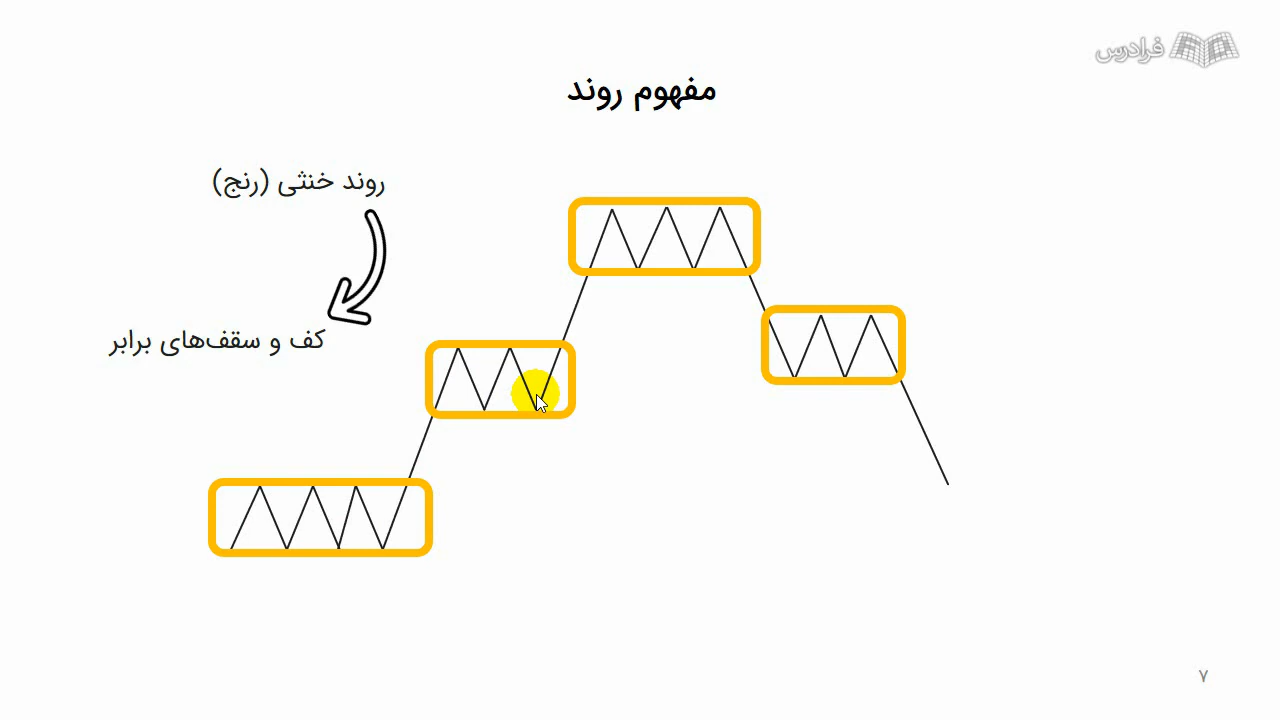 فرادرس
مفهوم روند
روند خنثی (رنج)
کف و سقف‌های برابر
۷